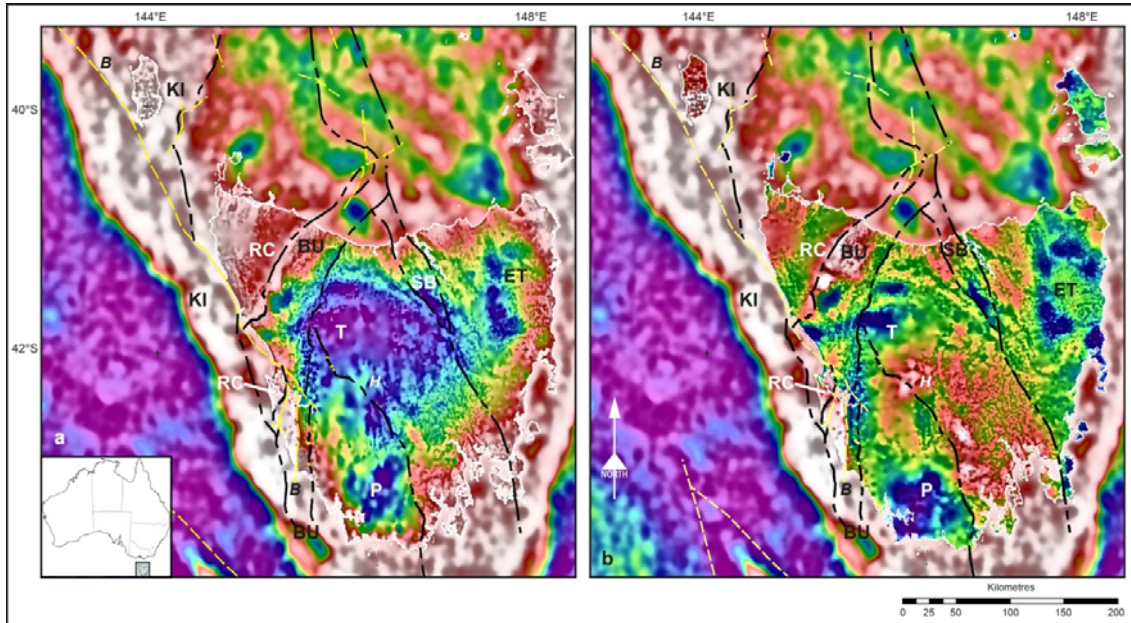 144°E 148°E 144°E 148°E
B KI B KI
40°S
RC BU RC BU
SB ET SB ET
KI KI
T T
42°S
RC H RC H
a
NORTH
P P
B B
BU BU
b
Kilometres
0 25 50 100 150 200